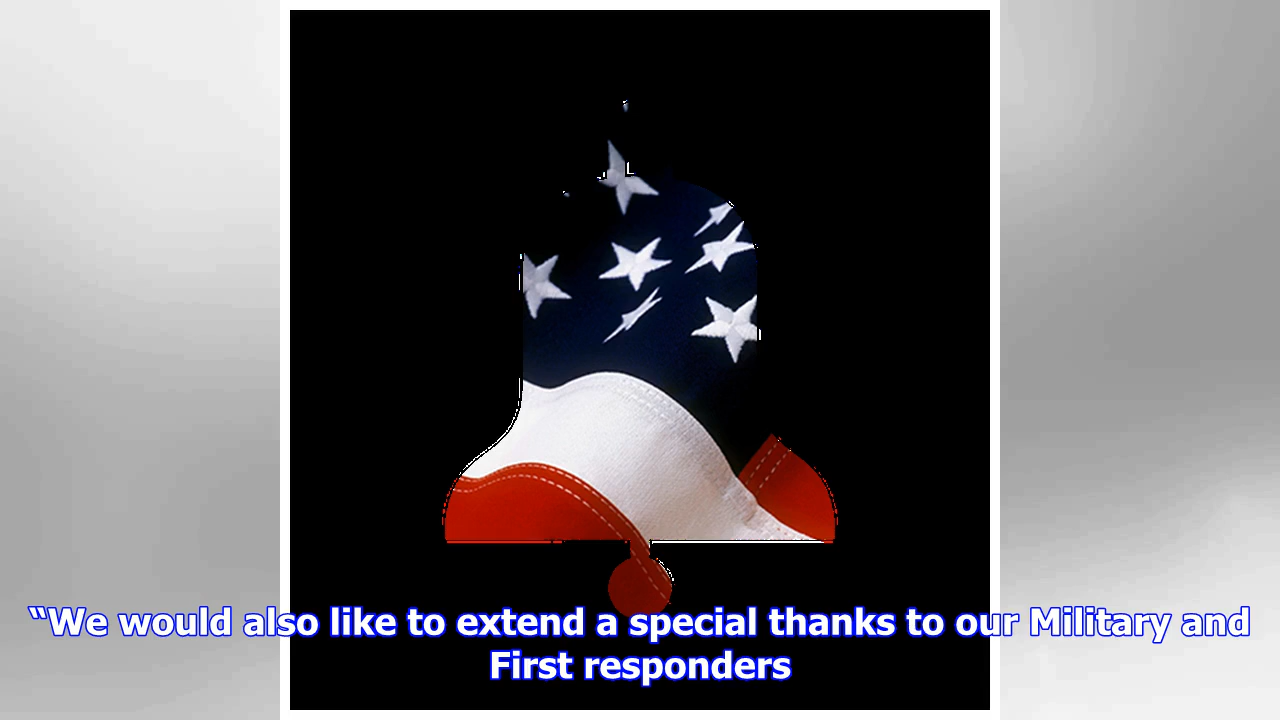 “We would also like to extend a special thanks to our Military and
First responders